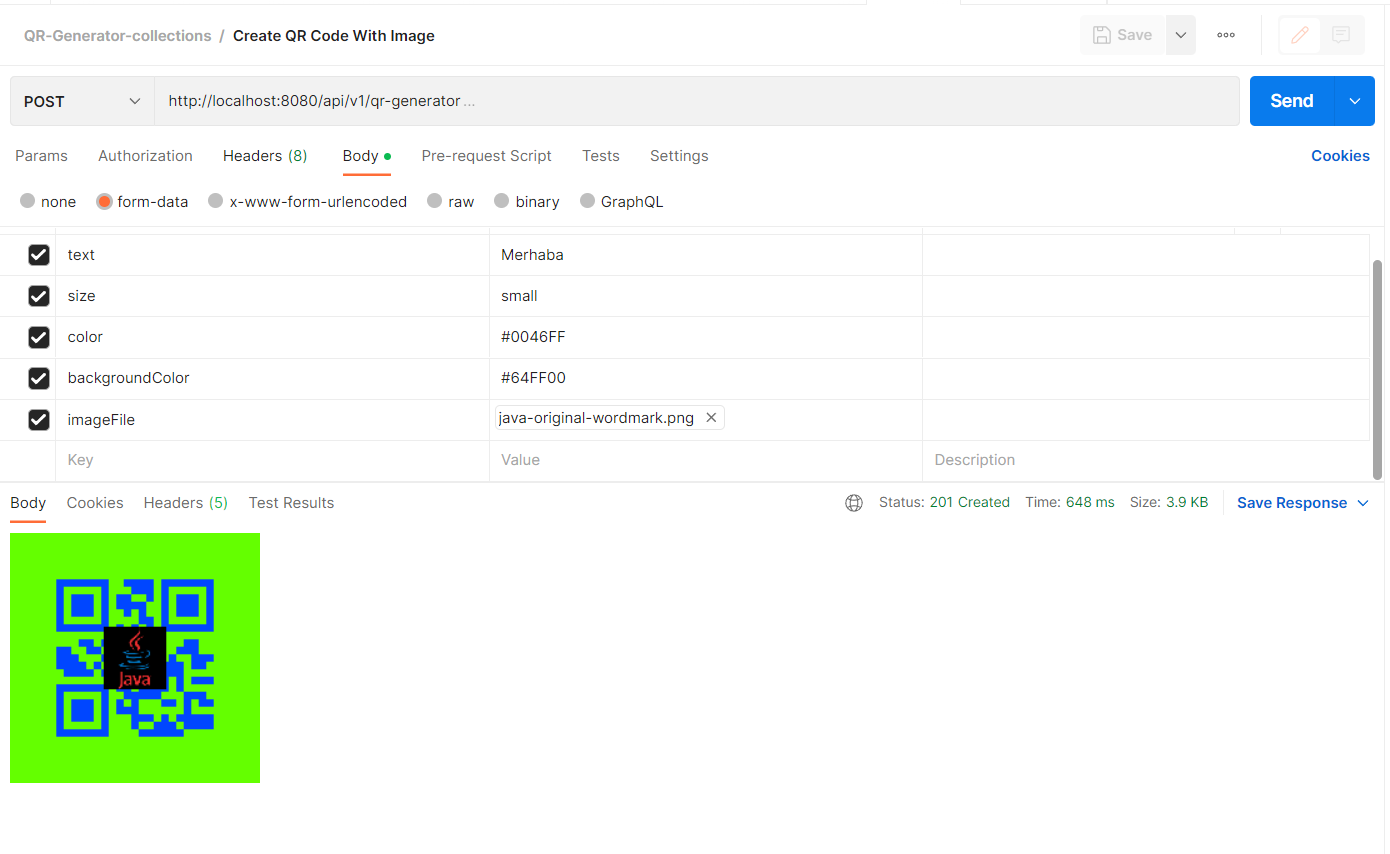 QR-Generator-collections / Create QR Code With Image
Save
POST http://localhost:8080/api/v1/qr-generator ...
Send
Params Authorization Headers (8) Body Pre-request Script Tests Settings Cookies
none form-data x-www-form-urlencoded raw binary GraphQL
text Merhaba
size small
color #0046FF
backgroundColor #64FF00
imageFile java-original-wordmark.png
Key Value Description
Body Cookies Headers (5) Test Results Status: 201 Created Time: 648 ms Size: 3.9 KB Save Response
Java